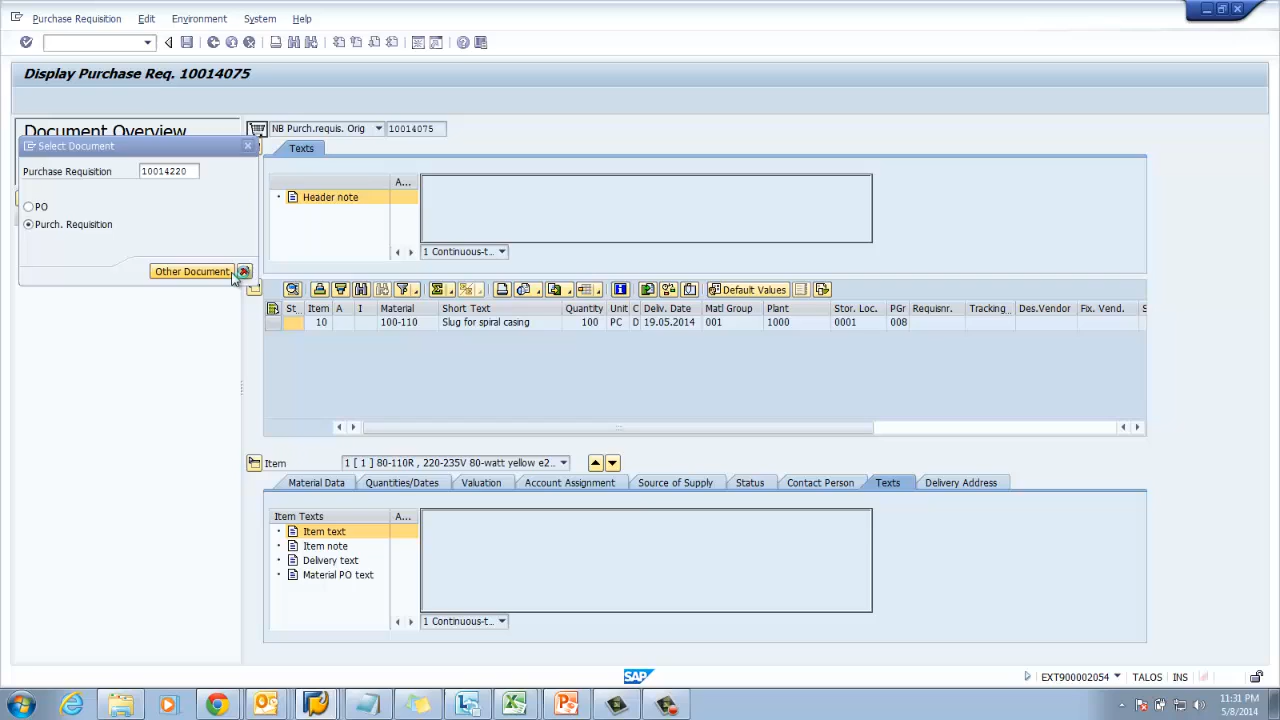 Purchase Requisition Edit Environment System Help
Display Purchase Req. 10014075
Document Overview
NB Purch.requis. Orig 10014075
Select Document
Purchase Requisition 10014220
PO
Purch. Requisition
Other Document
Texts
A...
Header note
1 Continuous-t..
Default Values
St.. Item A I Material Short Text Quantity Unit C Delv. Date Matl Group Plant Stor. Loc. PGr Requisnr. Tracking Des.Vendor Fix. Vend. S
10 100-110 Slug for spiral casing 100 PC D 19.05.2014 001 1000 0001 008
Item 1 [ 1 ] 80-110R , 220-235V 80-watt yellow e2..
Material Data Quantities/Dates Valuation Account Assignment Source of Supply Status Contact Person Texts Delivery Address
Item Texts A...
Item text
Item note
Delivery text
Material PO text
1 Continuous-t..
SAP
EXT900002054 TALOS INS
11:31 PM
5/8/2014